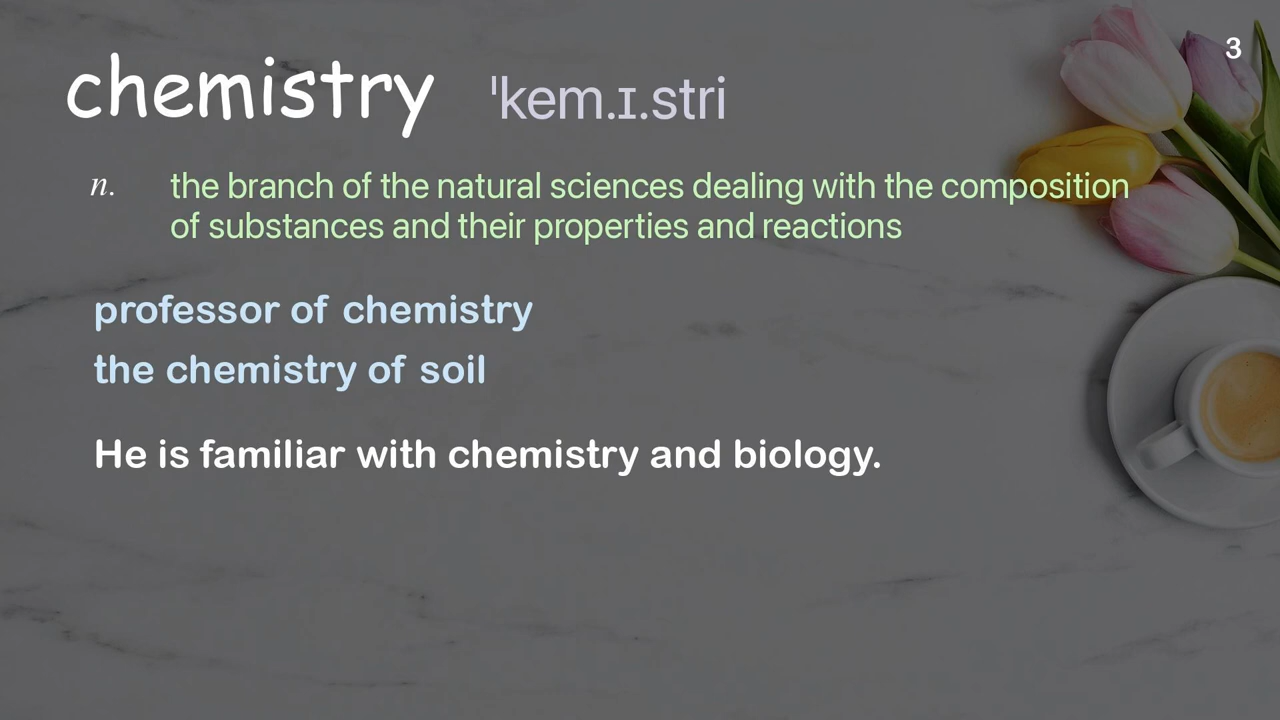 3
chemistry ˈkem.ɪ.stri
n. the branch of the natural sciences dealing with the composition
of substances and their properties and reactions
professor of chemistry
the chemistry of soil
He is familiar with chemistry and biology.